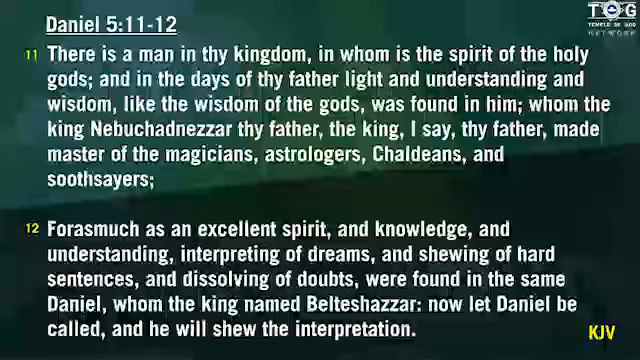 Daniel 5:11-12
TOG
TEMPLE OF GOD
NETWORK
11 There is a man in thy kingdom, in whom is the spirit of the holy
gods; and in the days of thy father light and understanding and
wisdom, like the wisdom of the gods, was found in him; whom the
king Nebuchadnezzar thy father, the king, I say, thy father, made
master of the magicians, astrologers, Chaldeans, and
soothsayers;
12 Forasmuch as an excellent spirit, and knowledge, and
understanding, interpreting of dreams, and shewing of hard
sentences, and dissolving of doubts, were found in the same
Daniel, whom the king named Belteshazzar: now let Daniel be
called, and he will shew the interpretation.
KJV